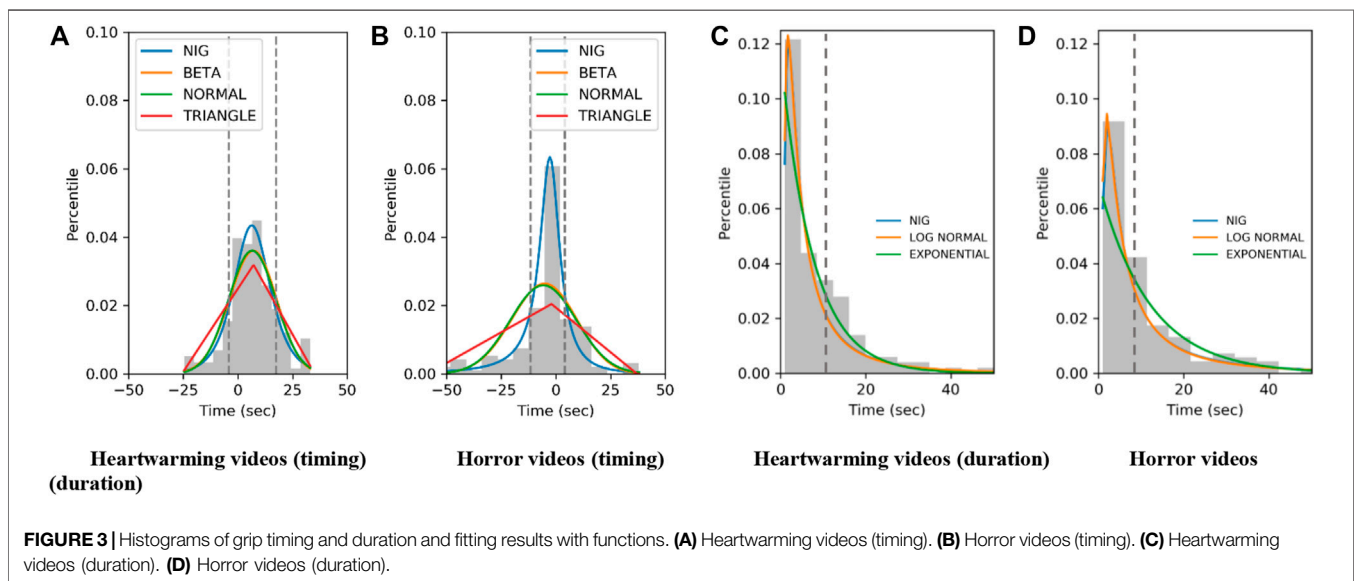 A
0.10
0.08
0.06
0.04
0.02
0.00
Percentile
NIG
BETA
NORMAL
TRIANGLE
−50
−25
0
25
50
Time (sec)
B
0.10
0.08
0.06
0.04
0.02
0.00
Percentile
NIG
BETA
NORMAL
TRIANGLE
−50
−25
0
25
50
Time (sec)
C
0.12
0.10
0.08
0.06
0.04
0.02
0.00
Percentile
NIG
LOG NORMAL
EXPONENTIAL
0
20
40
Time (sec)
D
0.12
0.10
0.08
0.06
0.04
0.02
0.00
Percentile
NIG
LOG NORMAL
EXPONENTIAL
0
20
40
Time (sec)
Heartwarming videos (timing) Horror videos (timing) Heartwarming videos (duration) Horror videos
(duration)
FIGURE 3 | Histograms of grip timing and duration and fitting results with functions. (A) Heartwarming videos (timing). (B) Horror videos (timing). (C) Heartwarming
videos (duration). (D) Horror videos (duration).